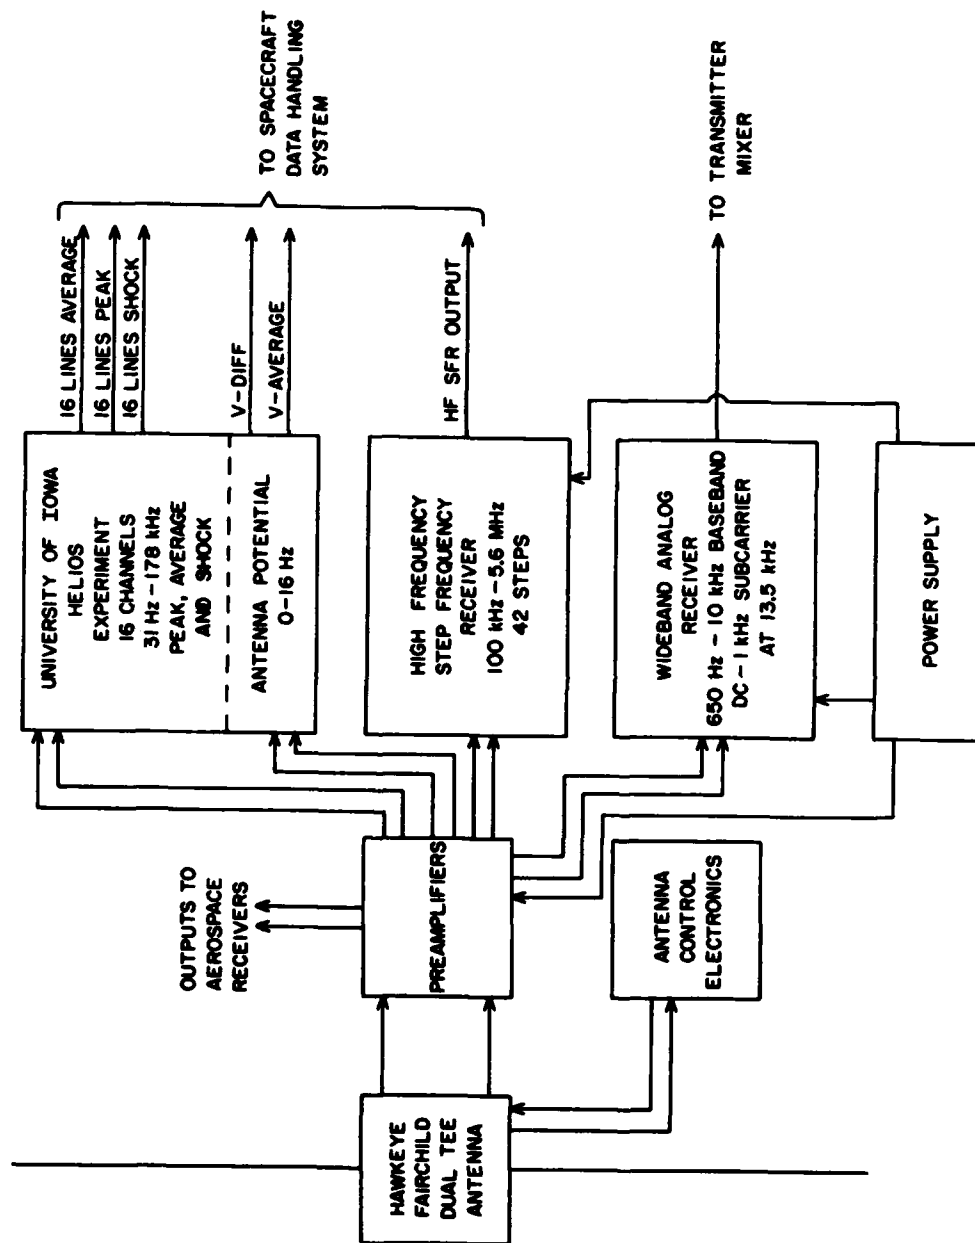 HAWKEYE
FAIRCHILD
DUAL TEE
ANTENNA
OUTPUTS TO
AEROSPACE
RECEIVERS
PREAMPLIFIERS
ANTENNA
CONTROL
ELECTRONICS
UNIVERSITY OF IOWA
HELIOS
EXPERIMENT
16 CHANNELS
31 Hz-178 kHz
PEAK, AVERAGE
AND SHOCK
ANTENNA POTENTIAL
0-16 Hz
HIGH FREQUENCY
STEP FREQUENCY
RECEIVER
100 kHz-5.6 MHz
42 STEPS
WIDEBAND ANALOG
RECEIVER
650 Hz-10 kHz BASEBAND
DC-1 kHz SUBCARRIER
AT 13.5 kHz
POWER SUPPLY
16 LINES AVERAGE
16 LINES PEAK
16 LINES SHOCK
V-DIFF
V-AVERAGE
HF SFR OUTPUT
TO SPACECRAFT
DATA HANDLING
SYSTEM
TO TRANSMITTER
MIXER